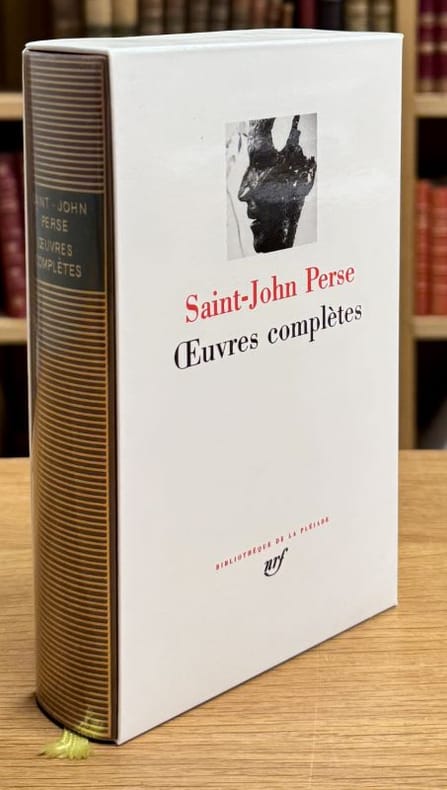 SAINT - JOHN
PERSE
ŒUVRES
COMPLÈTES
Saint-John Perse
Œuvres complètes
BIBLIOTHÈQUE DE LA PLÉIADE
nrf